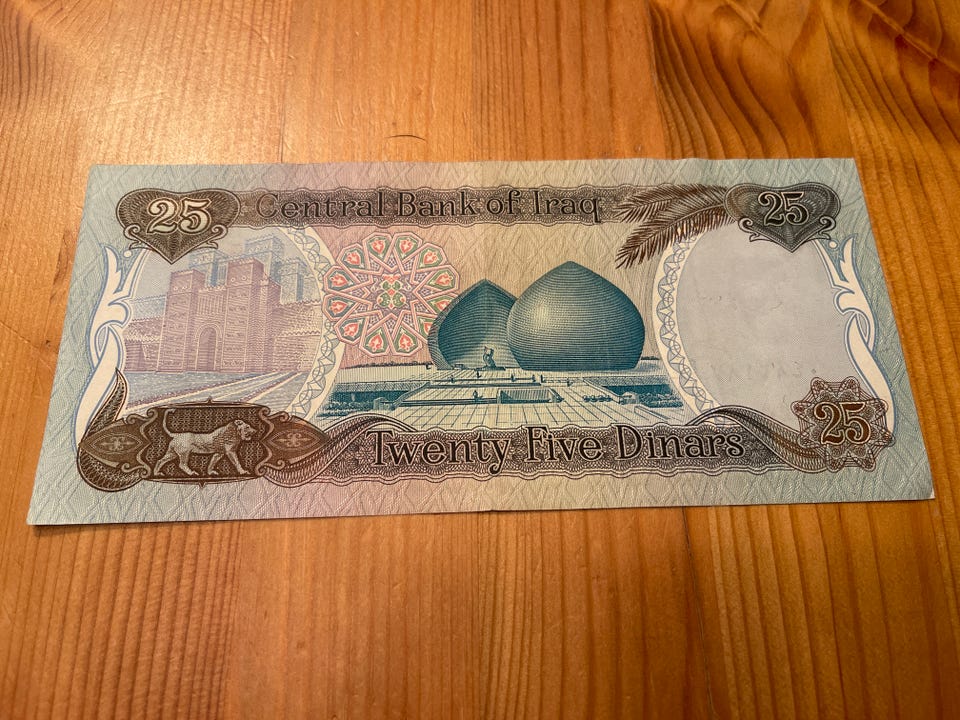 25 Central Bank of Iraq 25
Twenty Five Dinars 25